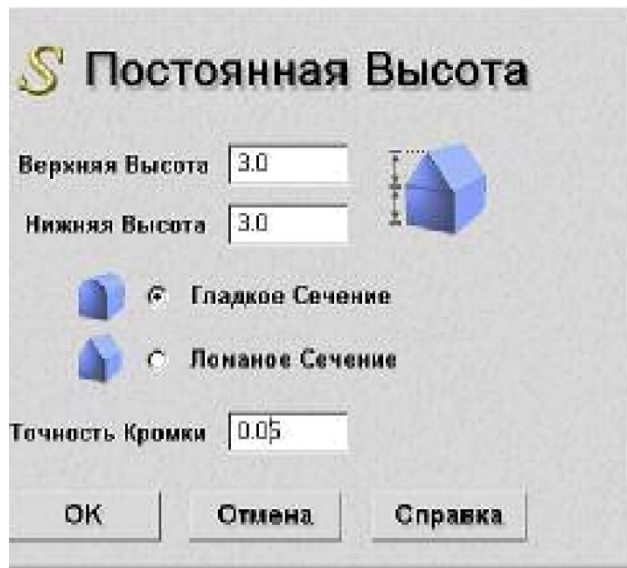 S Постоянная Высота
Верхняя Высота 3.0
Нижняя Высота 3.0
Гладкое Сечение
Ломаное Сечение
Точность Кромки 0.05
ОК Отмена Справка